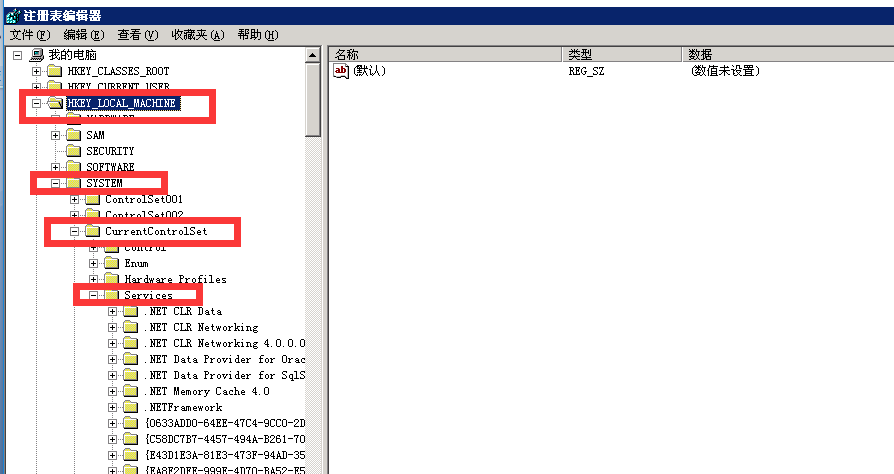 注册表编辑器
文件(F) 编辑(E) 查看(V) 收藏夹(A) 帮助(H)
我的电脑
HKEY_CLASSES_ROOT
HKEY_CURRENT_USER
HKEY_LOCAL_MACHINE
HARDWARE
SAM
SECURITY
SOFTWARE
SYSTEM
ControlSet001
ControlSet002
CurrentControlSet
Control
Enum
Hardware Profiles
Services
.NET CLR Data
.NET CLR Networking
.NET CLR Networking 4.0.0.0
.NET Data Provider for Orac
.NET Data Provider for SqlS
.NET Memory Cache 4.0
.NETFramework
{0633ADD0-64EE-47C4-9CC0-2D
{C58DC7B7-4457-494A-B261-70
{E43D1E3A-81E3-473F-94AD-35
{EA8F2DEE-999E-4D70-BA52-E5
名称 类型 数据
ab (默认) REG_SZ (数值未设置)